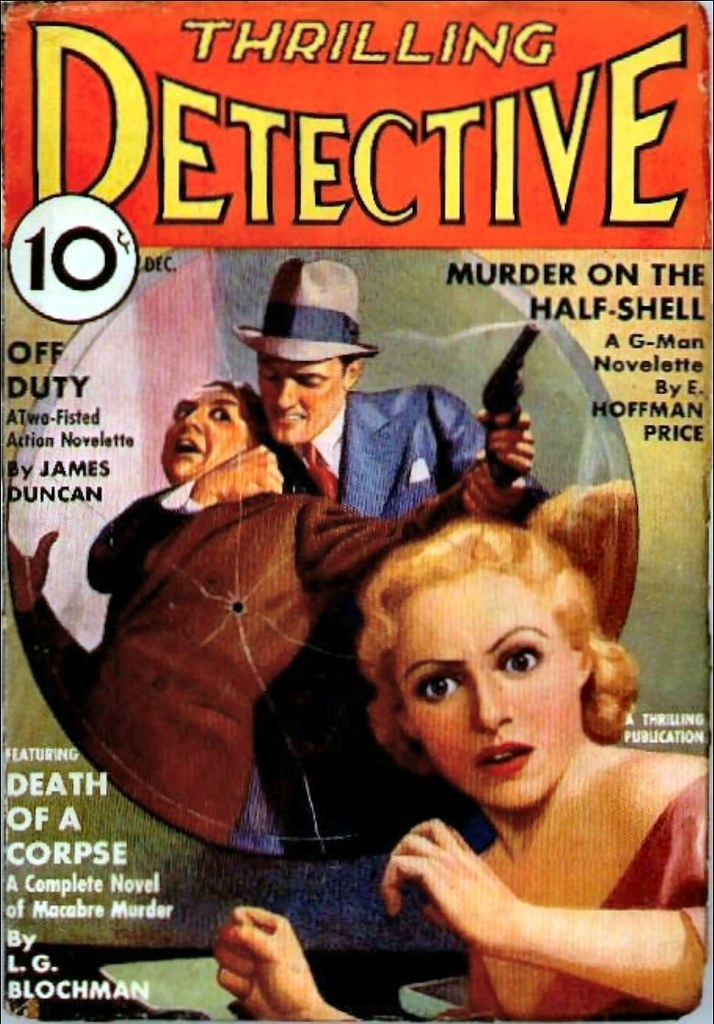 THRILLING
DETECTIVE
10¢
DEC.
MURDER ON THE
HALF-SHELL
A G-Man
Novelette
By E.
HOFFMAN
PRICE
OFF
DUTY
A Two-Fisted
Action Novelette
By JAMES
DUNCAN
A THRILLING
PUBLICATION
FEATURING
DEATH
OF A
CORPSE
A Complete Novel
of Macabre Murder
By
L. G.
BLOCHMAN